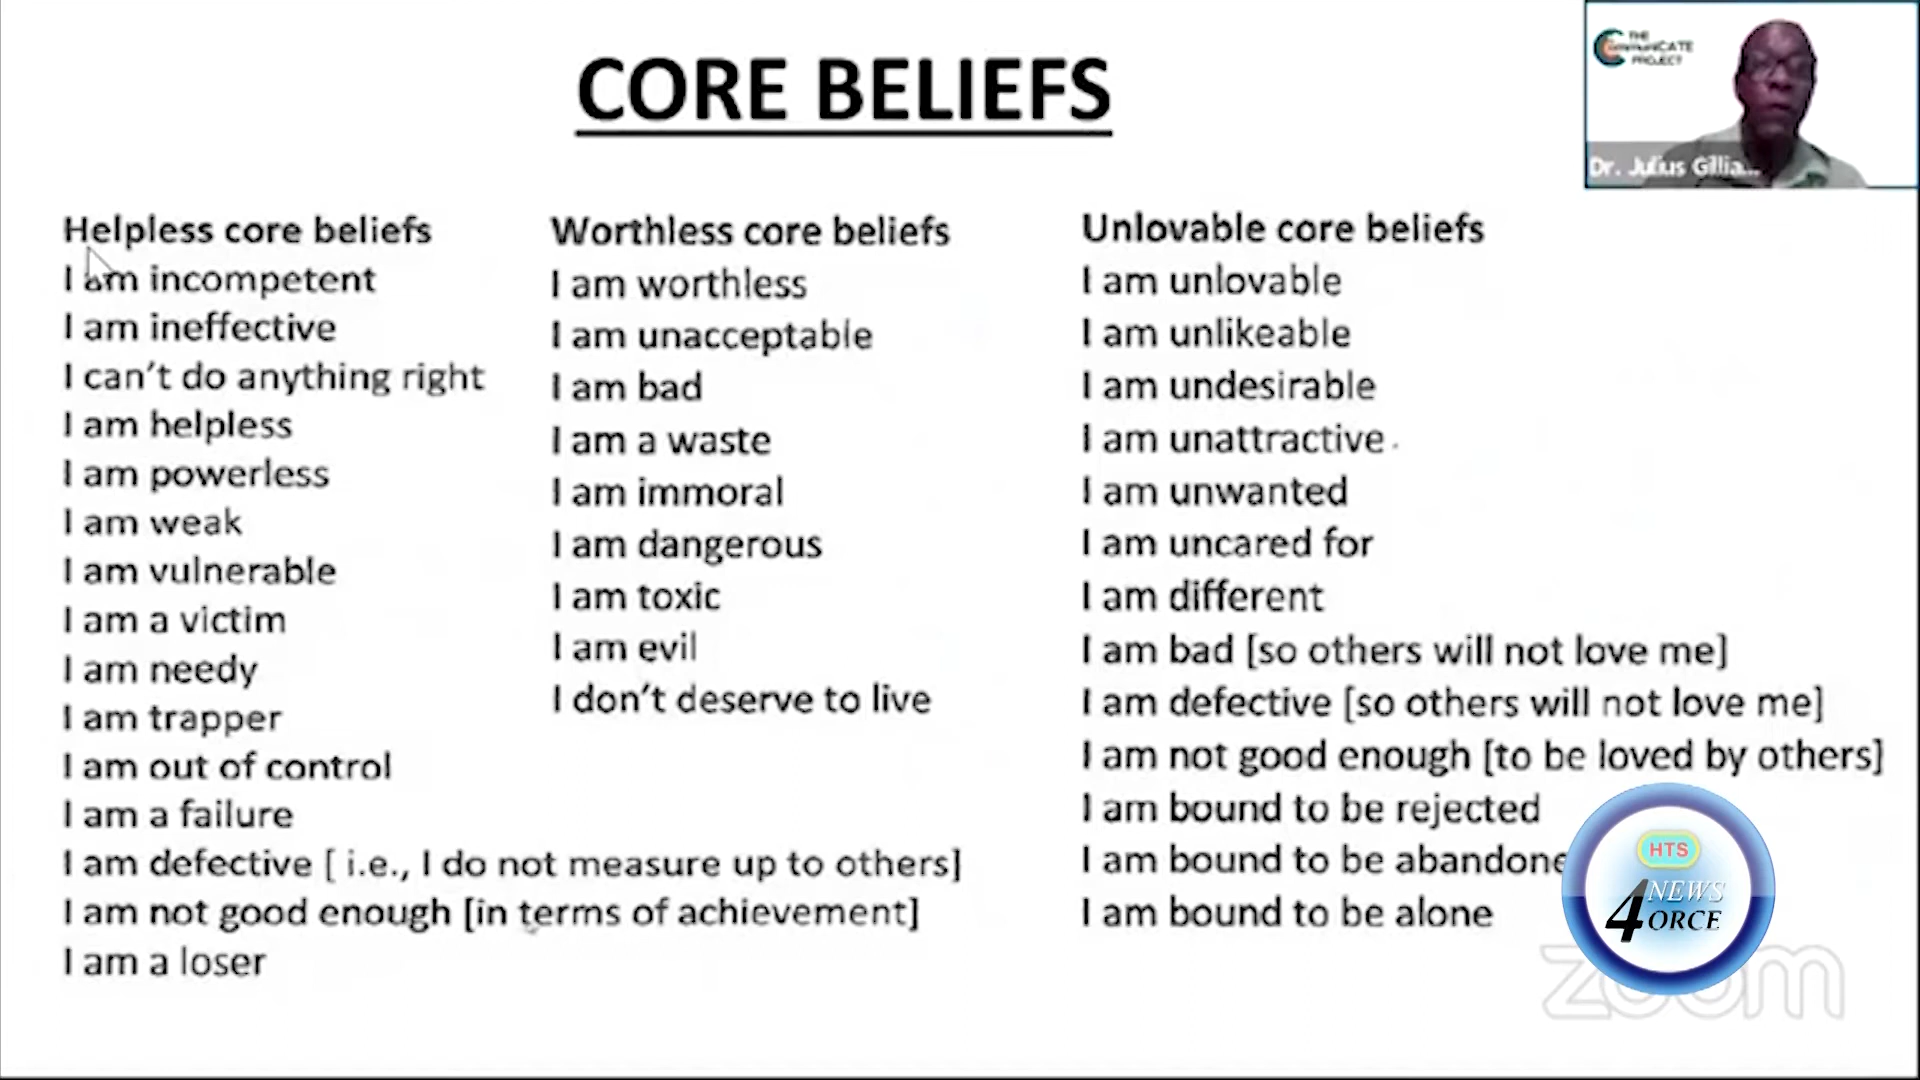 CORE BELIEFS
THE
CommuniCATE
PROJECT
Dr. Julius Gillia...
Helpless core beliefs
I am incompetent
I am ineffective
I can't do anything right
I am helpless
I am powerless
I am weak
I am vulnerable
I am a victim
I am needy
I am trapper
I am out of control
I am a failure
I am defective [ i.e., I do not measure up to others]
I am not good enough [in terms of achievement]
I am a loser
Worthless core beliefs
I am worthless
I am unacceptable
I am bad
I am a waste
I am immoral
I am dangerous
I am toxic
I am evil
I don't deserve to live
Unlovable core beliefs
I am unlovable
I am unlikeable
I am undesirable
I am unattractive
I am unwanted
I am uncared for
I am different
I am bad [so others will not love me]
I am defective [so others will not love me]
I am not good enough [to be loved by others]
I am bound to be rejected
I am bound to be abandone
I am bound to be alone
HTS
NEWS
4ORCE
zoom